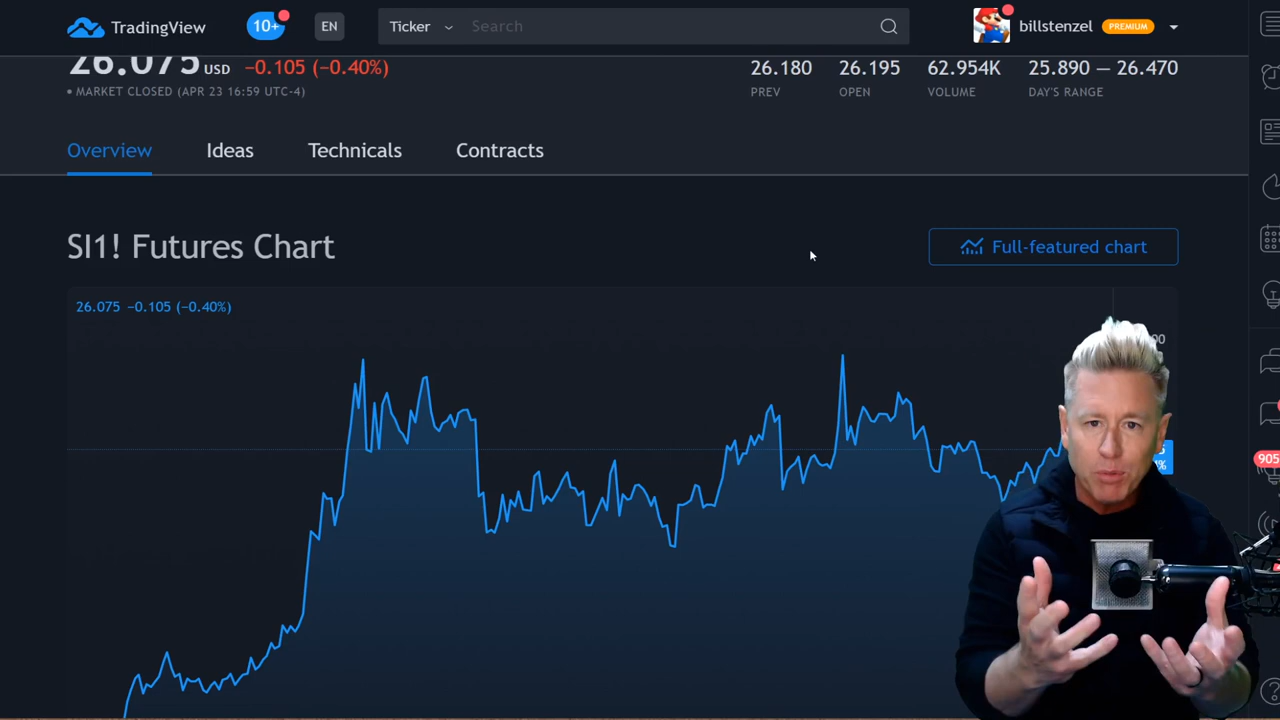 TradingView
10+
EN
Ticker
Search
billstenzel
PREMIUM
26.075 USD −0.105 (−0.40%)
• MARKET CLOSED (APR 23 16:59 UTC-4)
26.180 26.195 62.954K 25.890 — 26.470
PREV OPEN VOLUME DAY'S RANGE
Overview Ideas Technicals Contracts
SI1! Futures Chart
Full-featured chart
26.075 −0.105 (−0.40%)
905